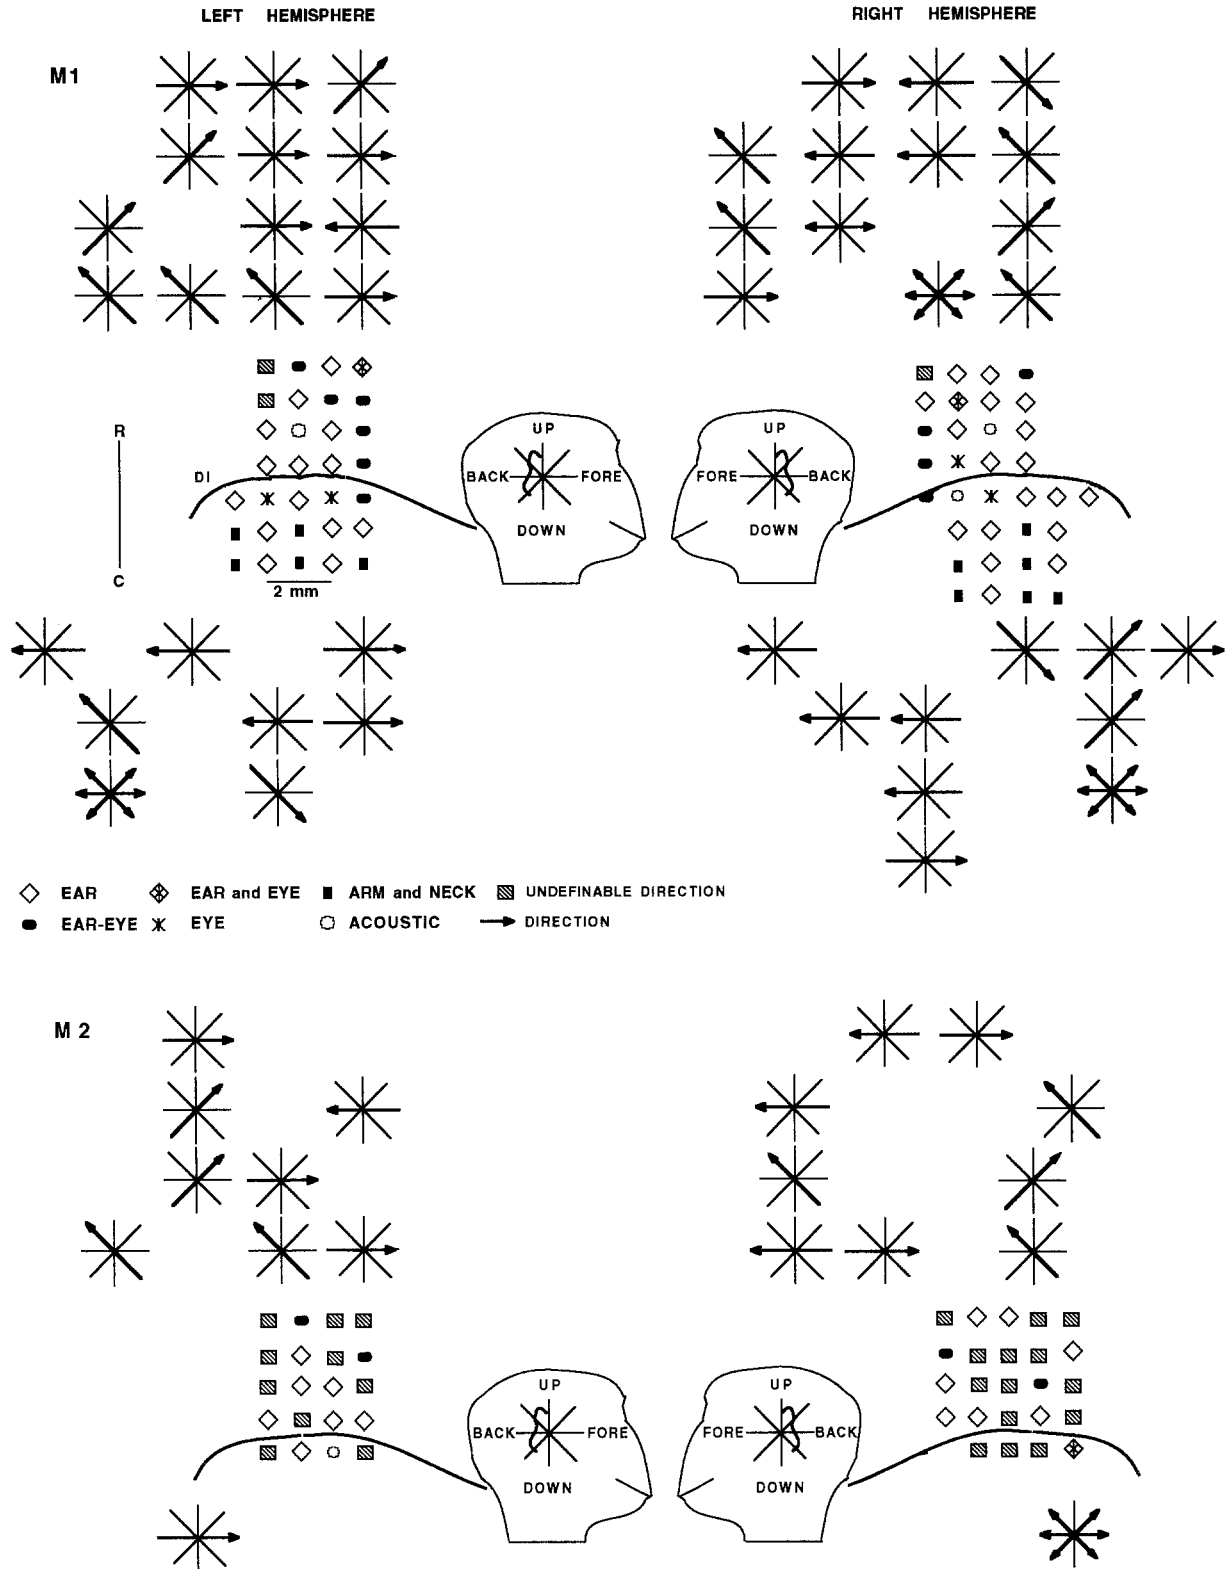 LEFT HEMISPHERE
RIGHT HEMISPHERE
M1
R
C
DI
2 mm
UP
BACK FORE
DOWN
UP
FORE BACK
DOWN
EAR EAR and EYE ARM and NECK UNDEFINABLE DIRECTION
EAR-EYE EYE ACOUSTIC DIRECTION
M 2
UP
BACK FORE
DOWN
UP
FORE BACK
DOWN